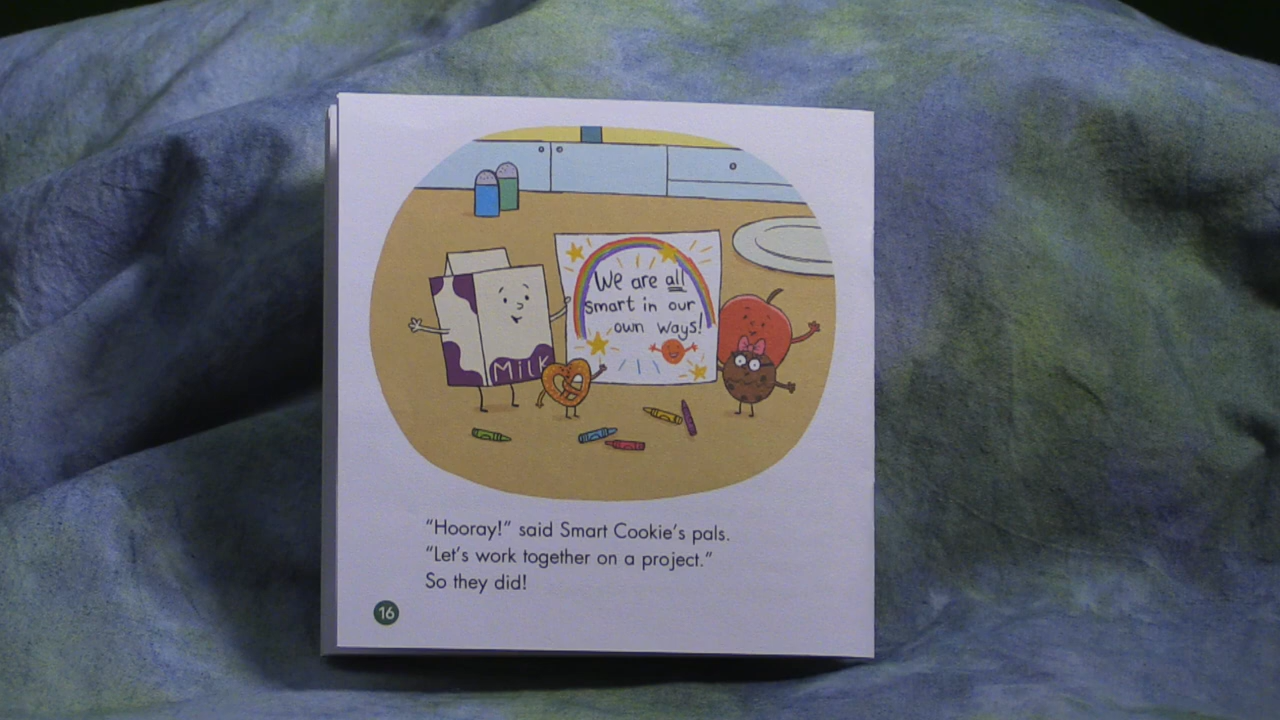 We are all
smart in our
own ways!
Milk
"Hooray!" said Smart Cookie's pals.
"Let's work together on a project."
So they did!
16